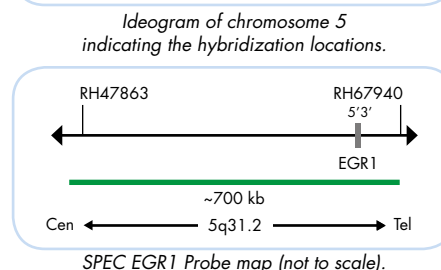 Ideogram of chromosome 5
indicating the hybridization locations.
RH47863 RH67940
5'3'
EGR1
~700 kb
Cen 5q31.2 Tel
SPEC EGR1 Probe map (not to scale).